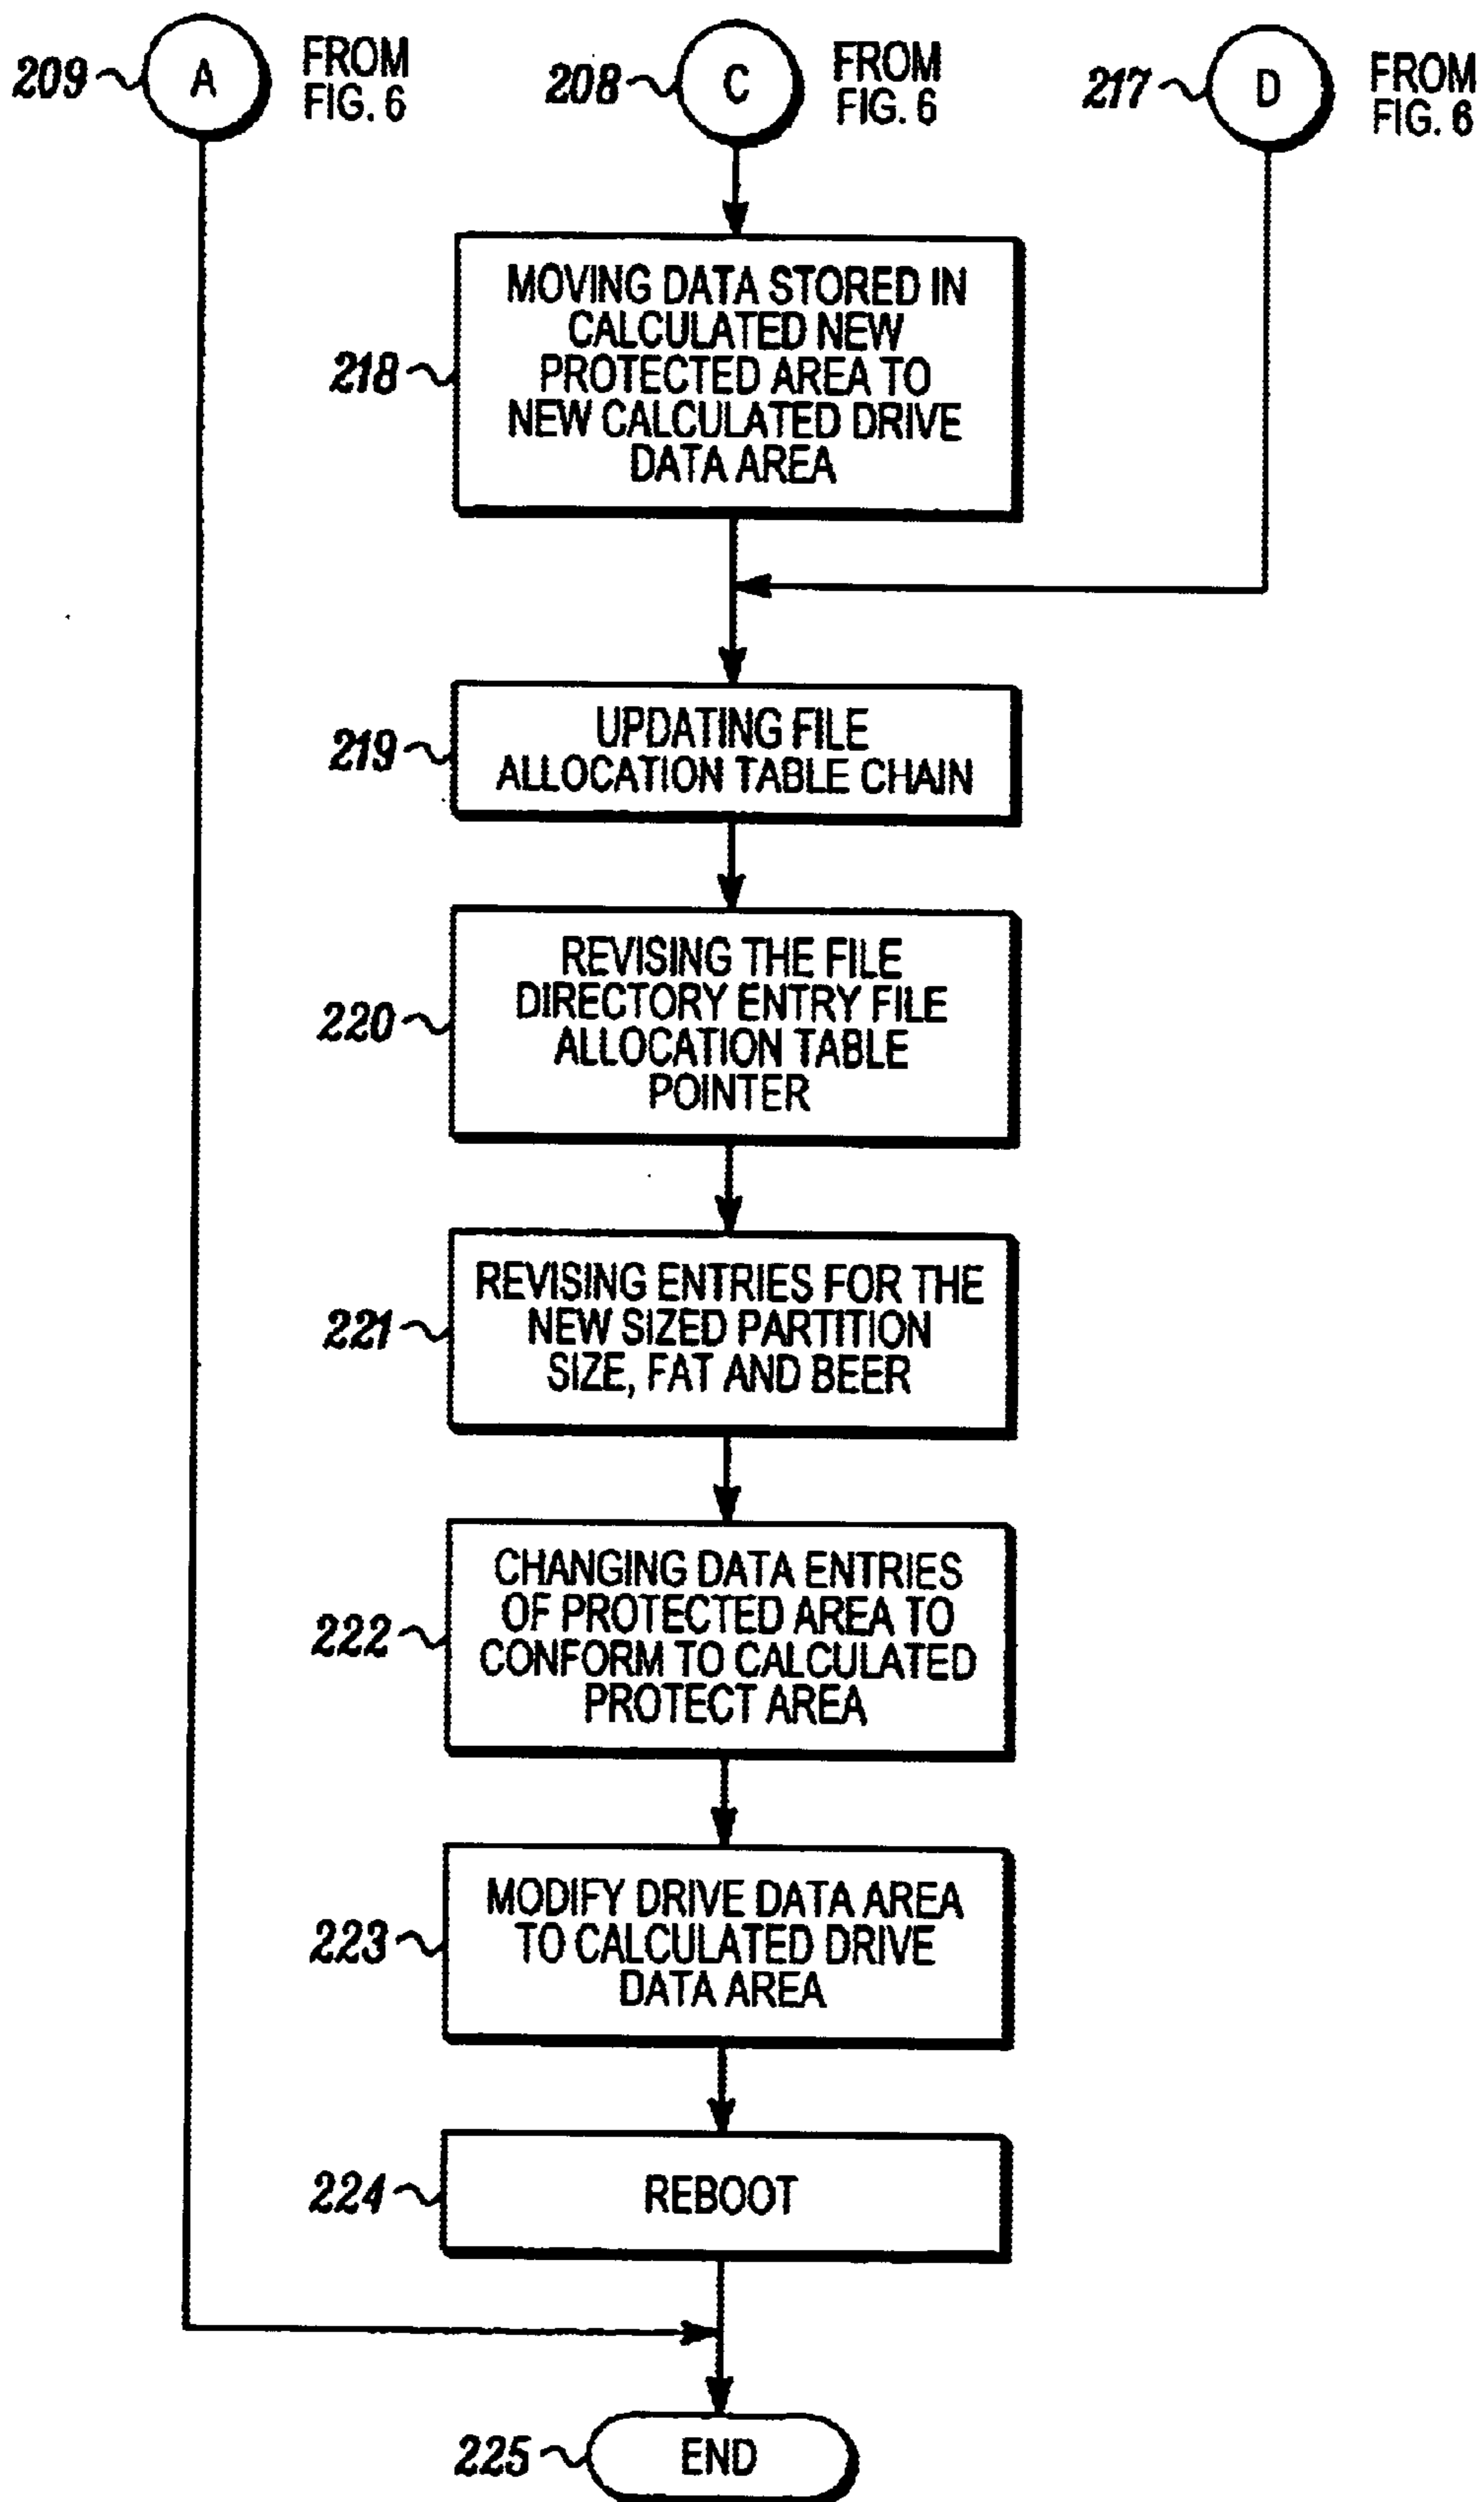 209
A
FROM
FIG. 6
208
C
FROM
FIG. 6
217
D
FROM
FIG. 6
218
MOVING DATA STORED IN
CALCULATED NEW
PROTECTED AREA TO
NEW CALCULATED DRIVE
DATA AREA
219
UPDATING FILE
ALLOCATION TABLE CHAIN
220
REVISING THE FILE
DIRECTORY ENTRY FILE
ALLOCATION TABLE
POINTER
221
REVISING ENTRIES FOR THE
NEW SIZED PARTITION
SIZE, FAT AND BEER
222
CHANGING DATA ENTRIES
OF PROTECTED AREA TO
CONFORM TO CALCULATED
PROTECT AREA
223
MODIFY DRIVE DATA AREA
TO CALCULATED DRIVE
DATA AREA
224
REBOOT
225
END